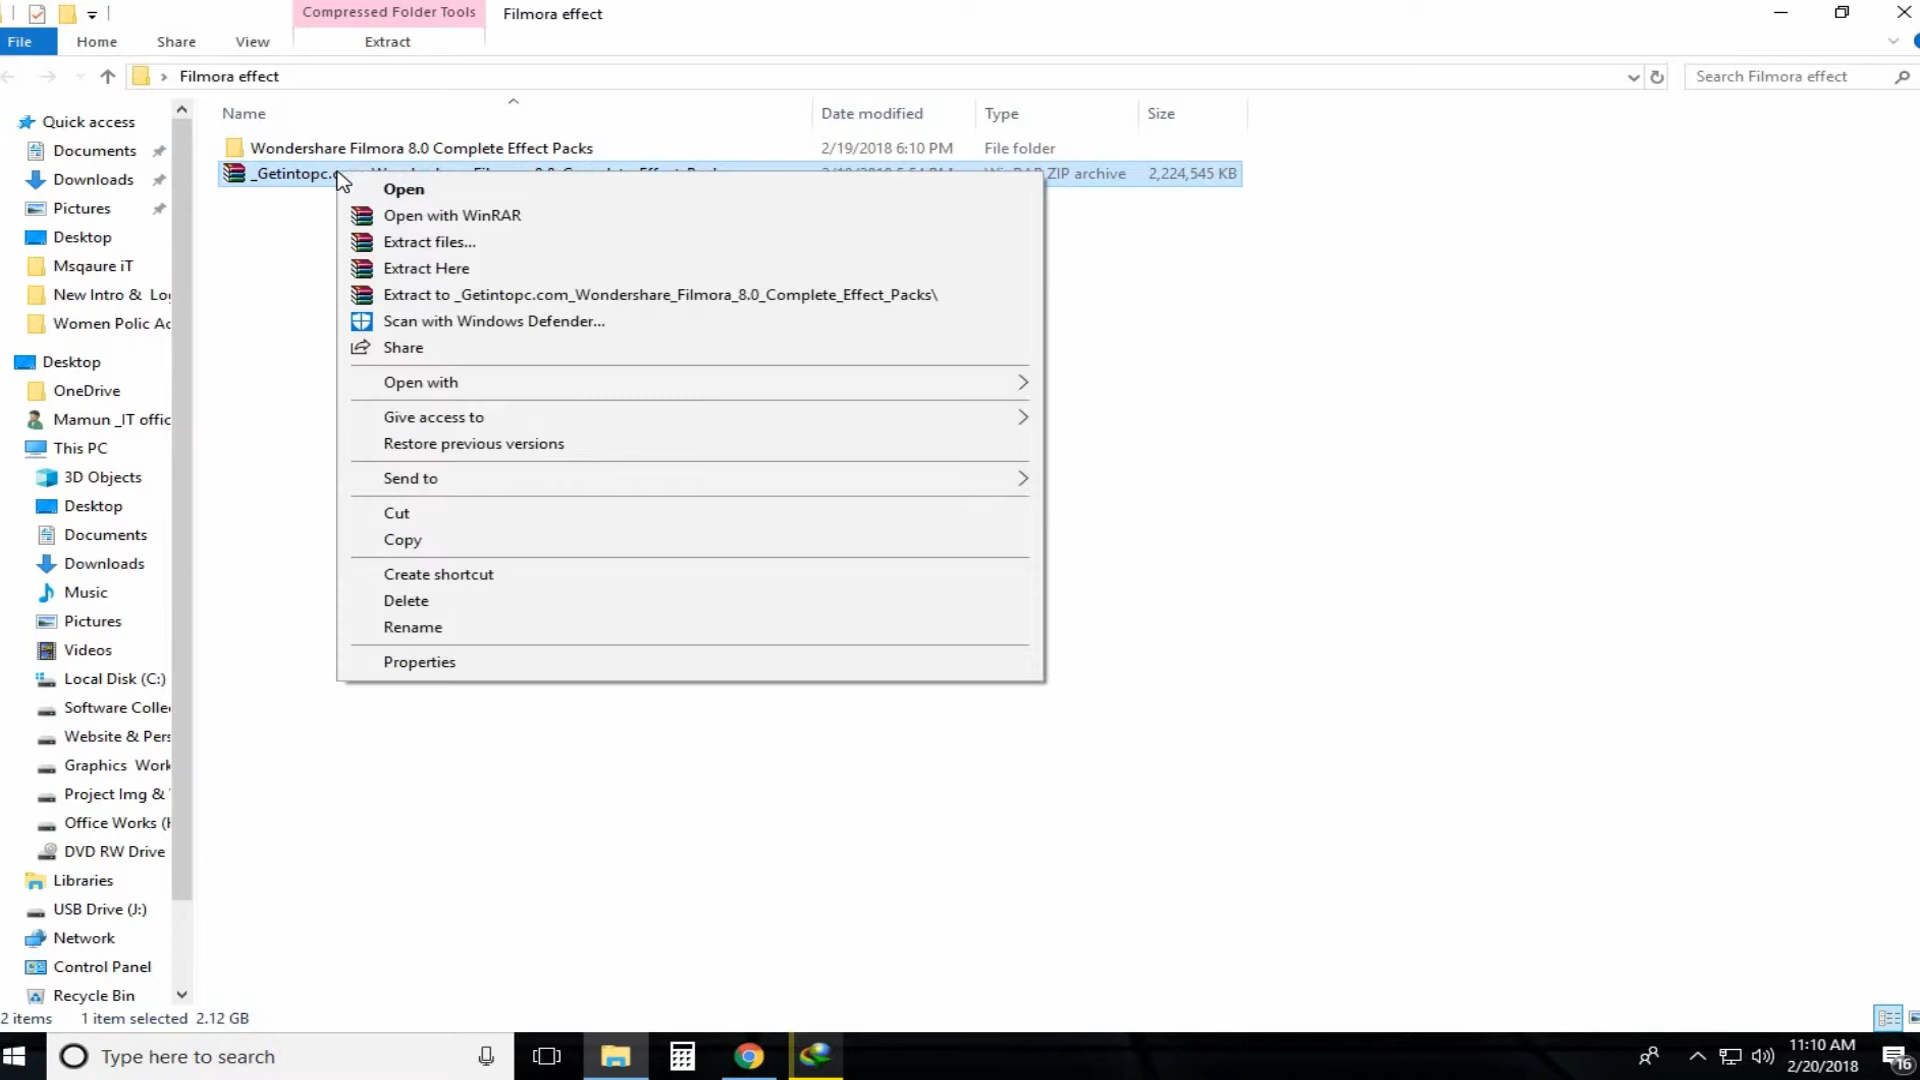 Compressed Folder Tools
Filmora effect
File
Home
Share
View
Extract
Filmora effect
Search Filmora effect
Name
Date modified
Type
Size
Wondershare Filmora 8.0 Complete Effect Packs
2/19/2018 6:10 PM
File folder
_Getintopc.
ZIP archive
2,224,545 KB
Quick access
Documents
Downloads
Pictures
Desktop
Msqaure iT
New Intro & Lo
Women Polic Ac
Desktop
OneDrive
Mamun _IT offic
This PC
3D Objects
Desktop
Documents
Downloads
Music
Pictures
Videos
Local Disk (C:)
Software Colle
Website & Pers
Graphics Work
Project Img &
Office Works (
DVD RW Drive
Libraries
USB Drive (J:)
Network
Control Panel
Recycle Bin
Open
Open with WinRAR
Extract files...
Extract Here
Extract to _Getintopc.com_Wondershare_Filmora_8.0_Complete_Effect_Packs\
Scan with Windows Defender...
Share
Open with
Give access to
Restore previous versions
Send to
Cut
Copy
Create shortcut
Delete
Rename
Properties
2 items 1 item selected 2.12 GB
Type here to search
11:10 AM
2/20/2018
16